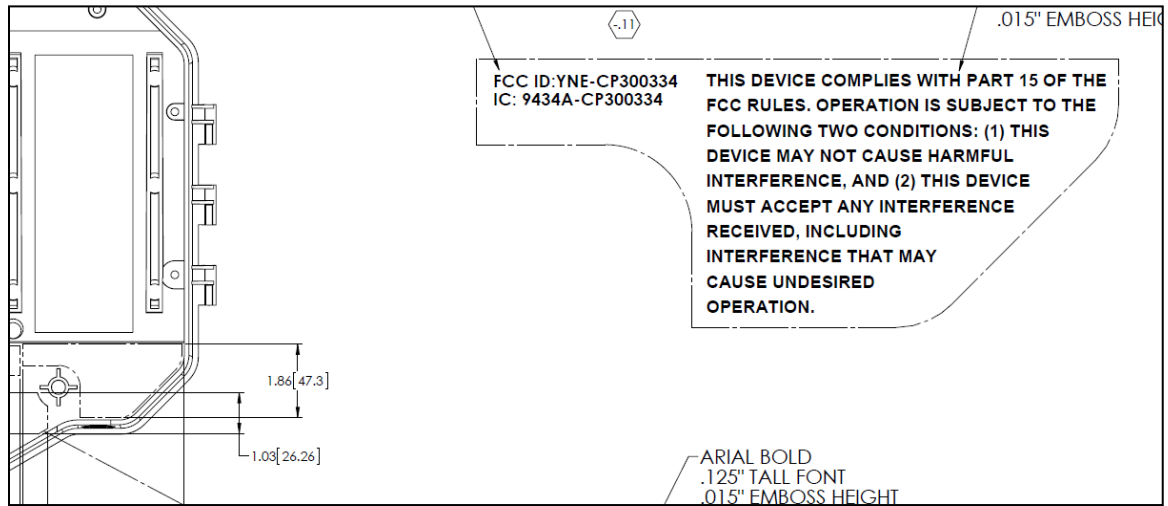 -.11
.015" EMBOSS
FCC ID:YNE-CP300334
IC: 9434A-CP300334
THIS DEVICE COMPLIES WITH PART 15 OF THE
FCC RULES. OPERATION IS SUBJECT TO THE
FOLLOWING TWO CONDITIONS: (1) THIS
DEVICE MAY NOT CAUSE HARMFUL
INTERFERENCE, AND (2) THIS DEVICE
MUST ACCEPT ANY INTERFERENCE
RECEIVED, INCLUDING
INTERFERENCE THAT MAY
CAUSE UNDESIRED
OPERATION.
1.86[47.3]
1.03[26.26]
ARIAL BOLD
.125" TALL FONT
.015" EMBOSS HEIGHT